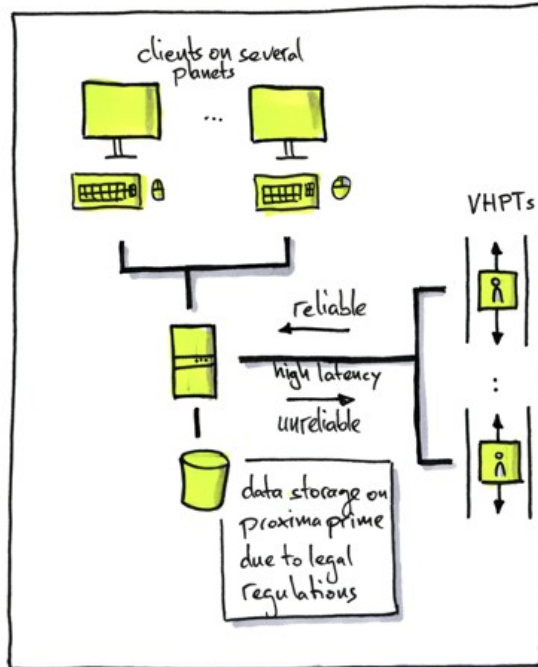 clients on several
planets
...
VHPTs
reliable
high latency
unreliable
:
data storage on
proxima prime
due to legal
regulations